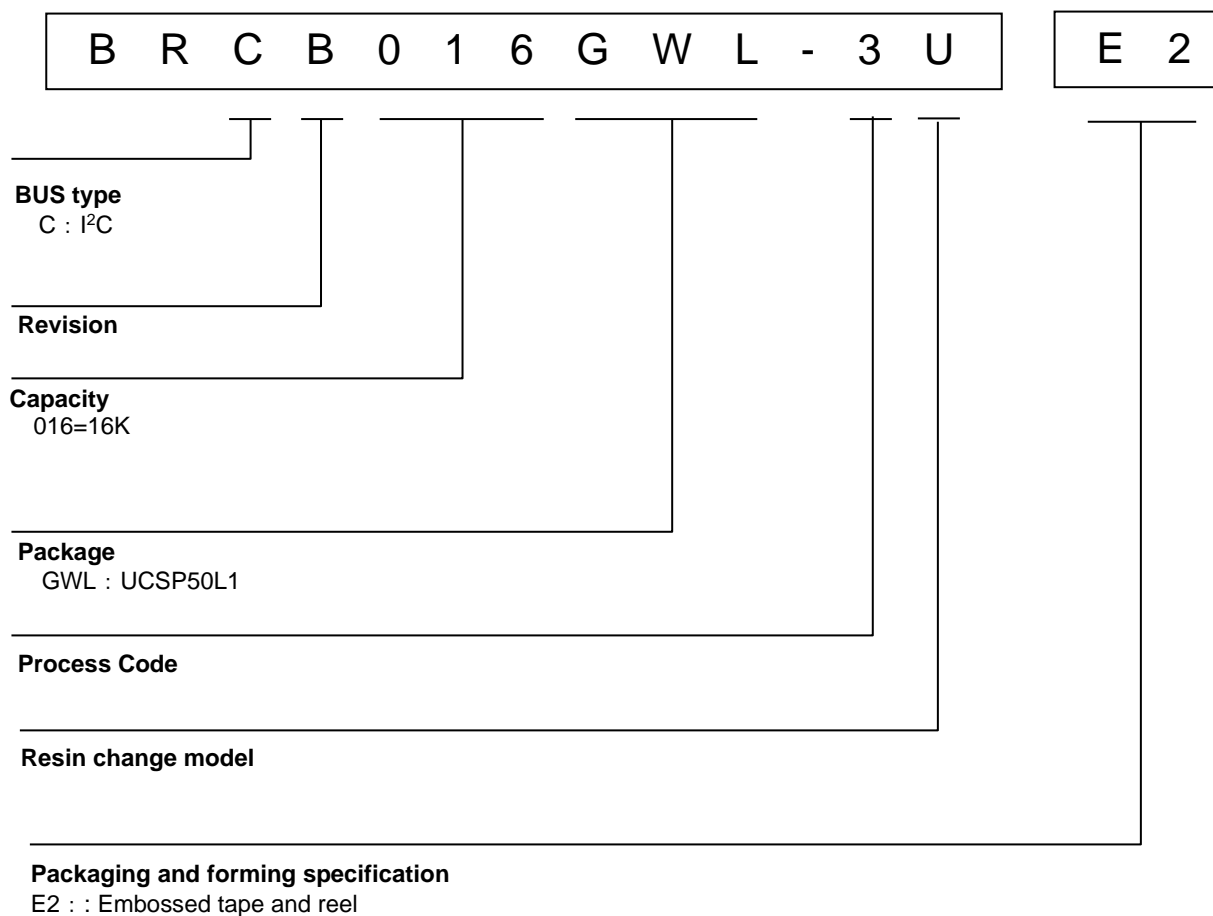 B R C B 0 1 6 G W L - 3 U E 2
BUS type
C : I²C
Revision
Capacity
016=16K
Package
GWL : UCSP50L1
Process Code
Resin change model
Packaging and forming specification
E2 : : Embossed tape and reel